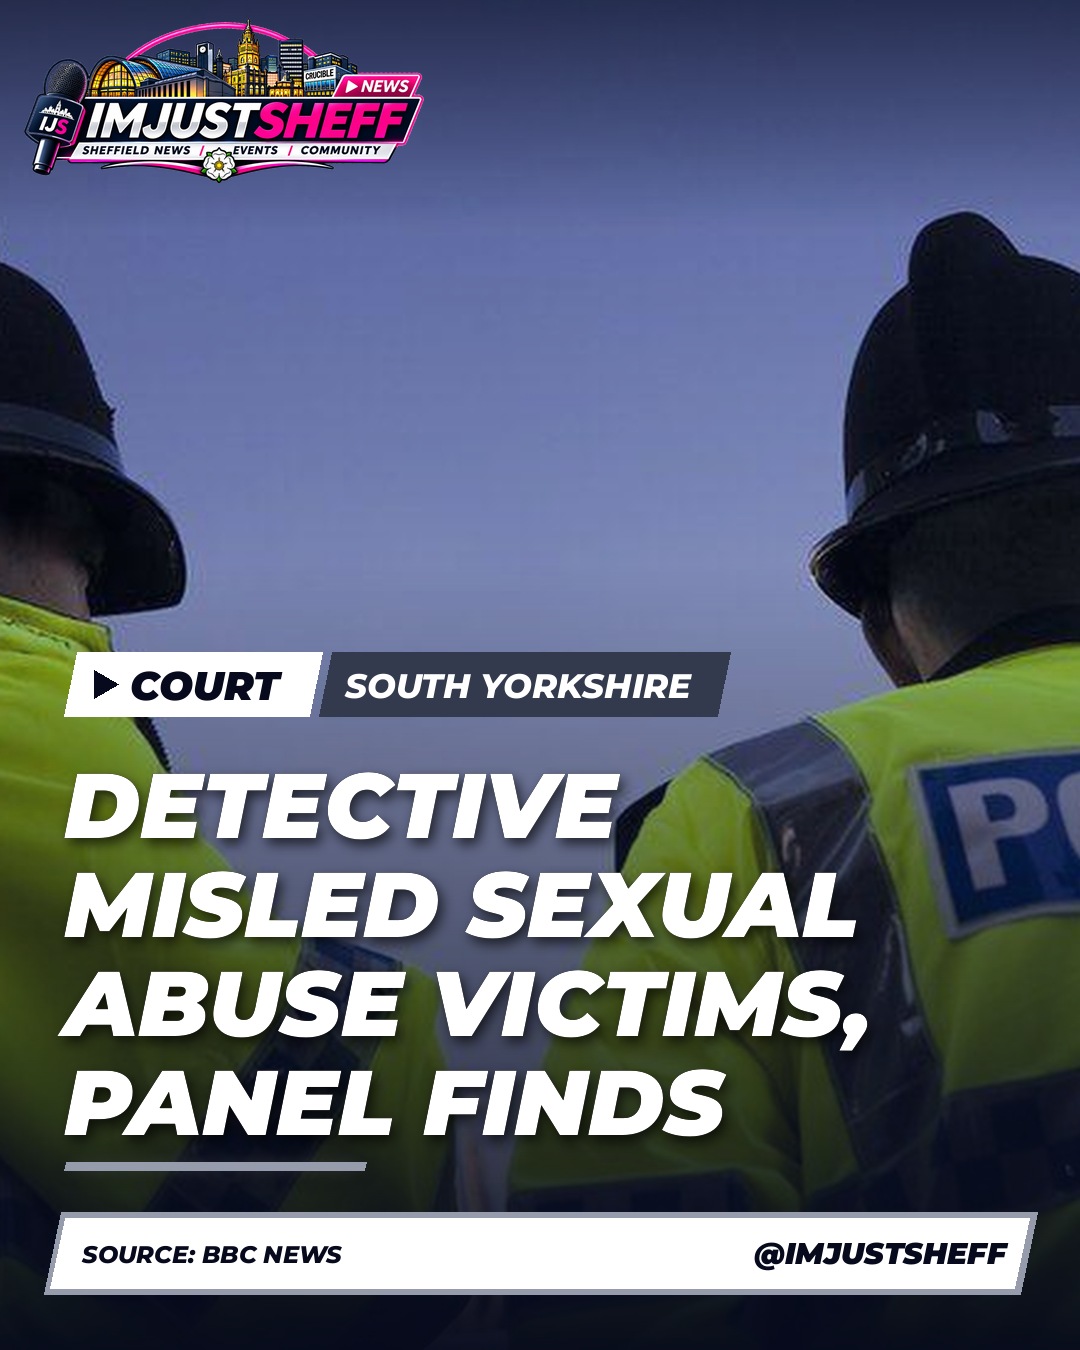 CRUCIBLE
NEWS
IJS
IMJUSTSHEFF
SHEFFIELD NEWS / EVENTS / COMMUNITY
COURT
SOUTH YORKSHIRE
PO
DETECTIVE
MISLED SEXUAL
ABUSE VICTIMS,
PANEL FINDS
SOURCE: BBC NEWS
@IMJUSTSHEFF